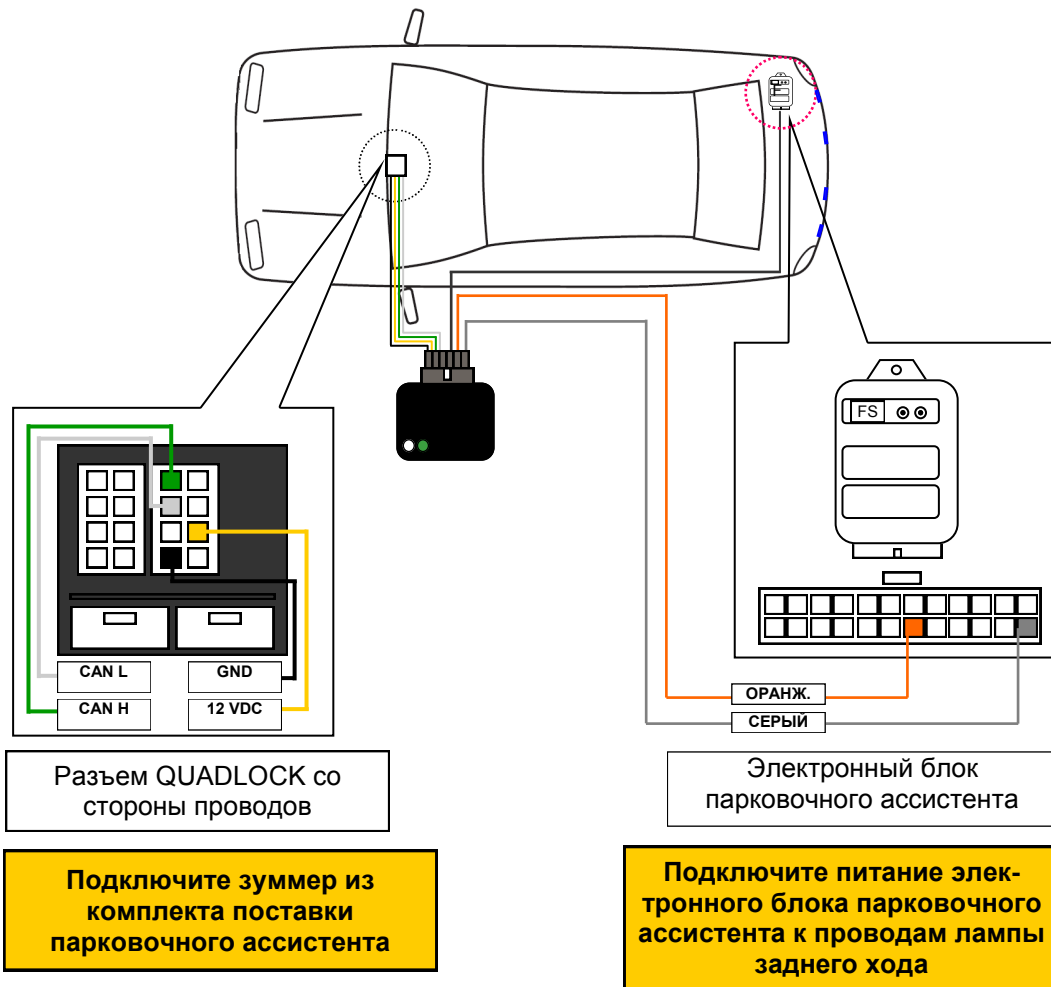 FS
CAN L
GND
CAN H
12 VDC
ОРАНЖ.
СЕРЫЙ
Разъем QUADLOCK со
стороны проводов
Электронный блок
парковочного ассистента
Подключите зуммер из
комплекта поставки
парковочного ассистента
Подключите питание элек-
тронного блока парковочного
ассистента к проводам лампы
заднего хода